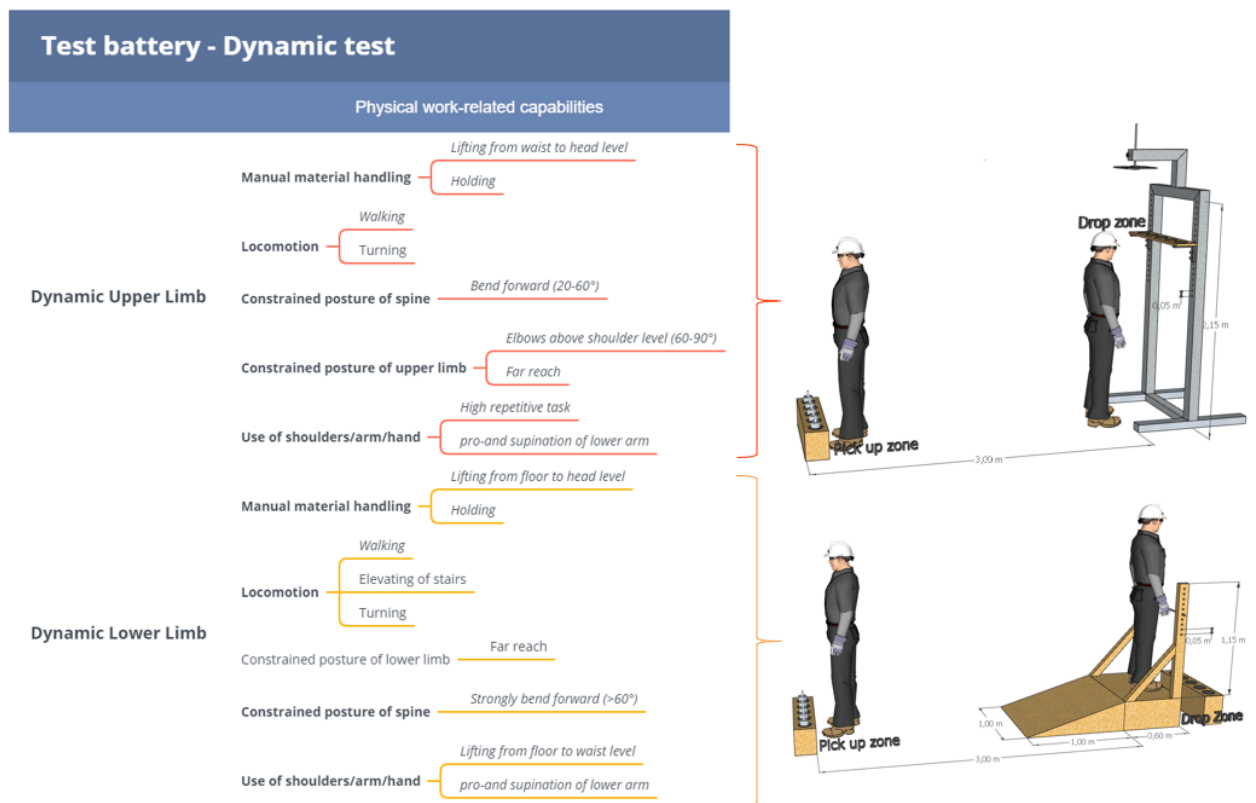 Test battery - Dynamic test
Physical work-related capabilities
Dynamic Upper Limb
Manual material handling
Lifting from waist to head level
Holding
Locomotion
Walking
Turning
Constrained posture of spine
Bend forward (20-60°)
Constrained posture of upper limb
Elbows above shoulder level (60-90°)
Far reach
Use of shoulders/arm/hand
High repetitive task
pro-and supination of lower arm
Drop zone
0,05 m
2,15 m
Pick up zone
3,00 m
Dynamic Lower Limb
Manual material handling
Lifting from floor to head level
Holding
Locomotion
Walking
Elevating of stairs
Turning
Constrained posture of lower limb
Far reach
Constrained posture of spine
Strongly bend forward (>60°)
Use of shoulders/arm/hand
Lifting from floor to waist level
pro-and supination of lower arm
0,05 m
1,15 m
Drop Zone
1,00 m
1,00 m
0,60 m
Pick up zone
3,00 m